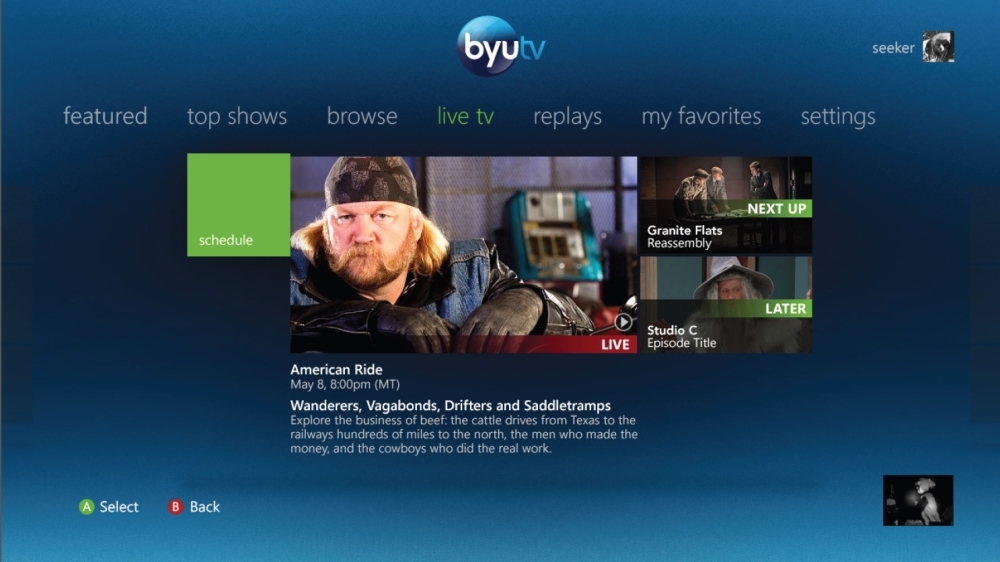 byutv
seeker
featured
top shows
browse
live tv
replays
my favorites
settings
schedule
LIVE
NEXT UP
Granite Flats
Reassembly
LATER
Studio C
Episode Title
American Ride
May 8, 8:00pm (MT)
Wanderers, Vagabonds, Drifters and Saddletramps
Explore the business of beef: the cattle drives from Texas to the
railways hundreds of miles to the north, the men who made the
money, and the cowboys who did the real work.
A Select
B Back